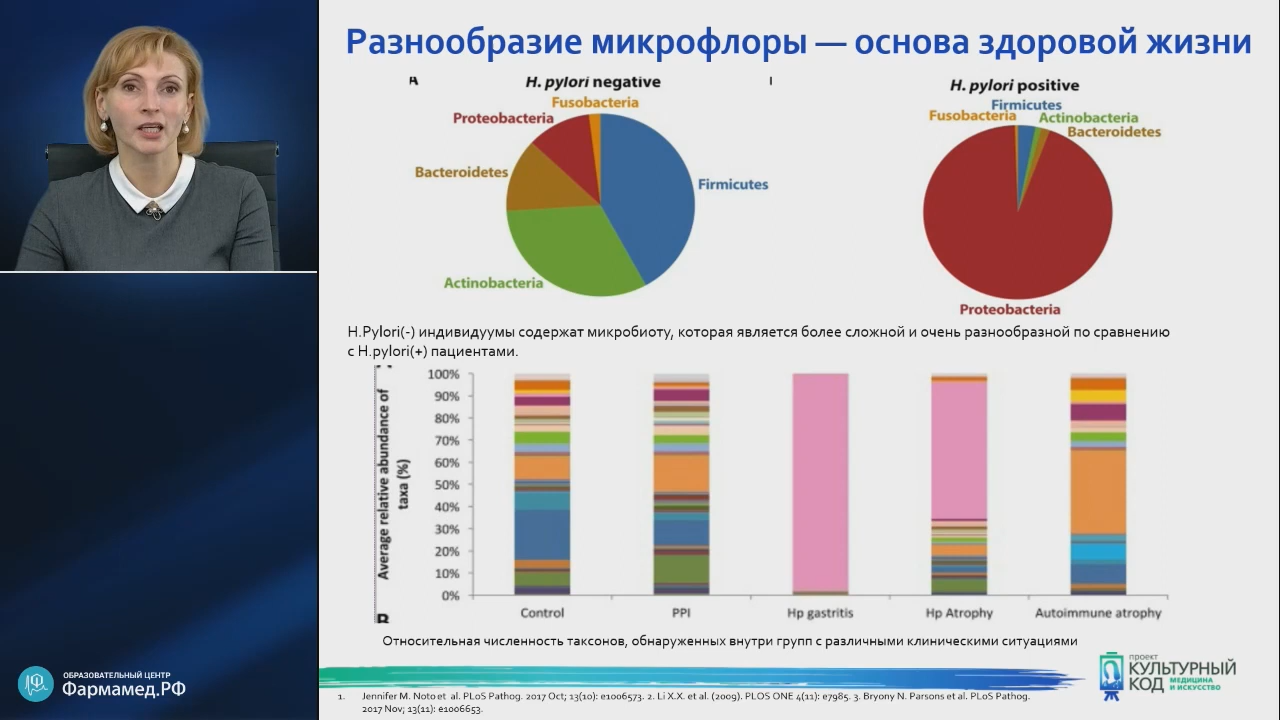 Разнообразие микрофлоры — основа здоровой жизни
A
H. pylori negative
Fusobacteria
Proteobacteria
Bacteroidetes
Firmicutes
Actinobacteria
H. pylori positive
Firmicutes
Fusobacteria
Actinobacteria
Bacteroidetes
Proteobacteria
H.Pylori(-) индивидуумы содержат микробиоту, которая является более сложной и очень разнообразной по сравнению
с H.pylori(+) пациентами.
Average relative abundance of
taxa (%)
100%
90%
80%
70%
60%
50%
40%
30%
20%
10%
0%
Control
PPI
Hp gastritis
Hp Atrophy
Autoimmune atrophy
B
Относительная численность таксонов, обнаруженных внутри групп с различными клиническими ситуациями
ОБРАЗОВАТЕЛЬНЫЙ ЦЕНТР
Фармамед.РФ
проект
КУЛЬТУРНЫЙ
КОД МЕДИЦИНА
И ИСКУССТВО
1. Jennifer M. Noto et al. PLoS Pathog. 2017 Oct; 13(10): e1006573. 2. Li X.X. et al. (2009). PLOS ONE 4(11): e7985. 3. Bryony N. Parsons et al. PLoS Pathog.
2017 Nov; 13(11): e1006653.